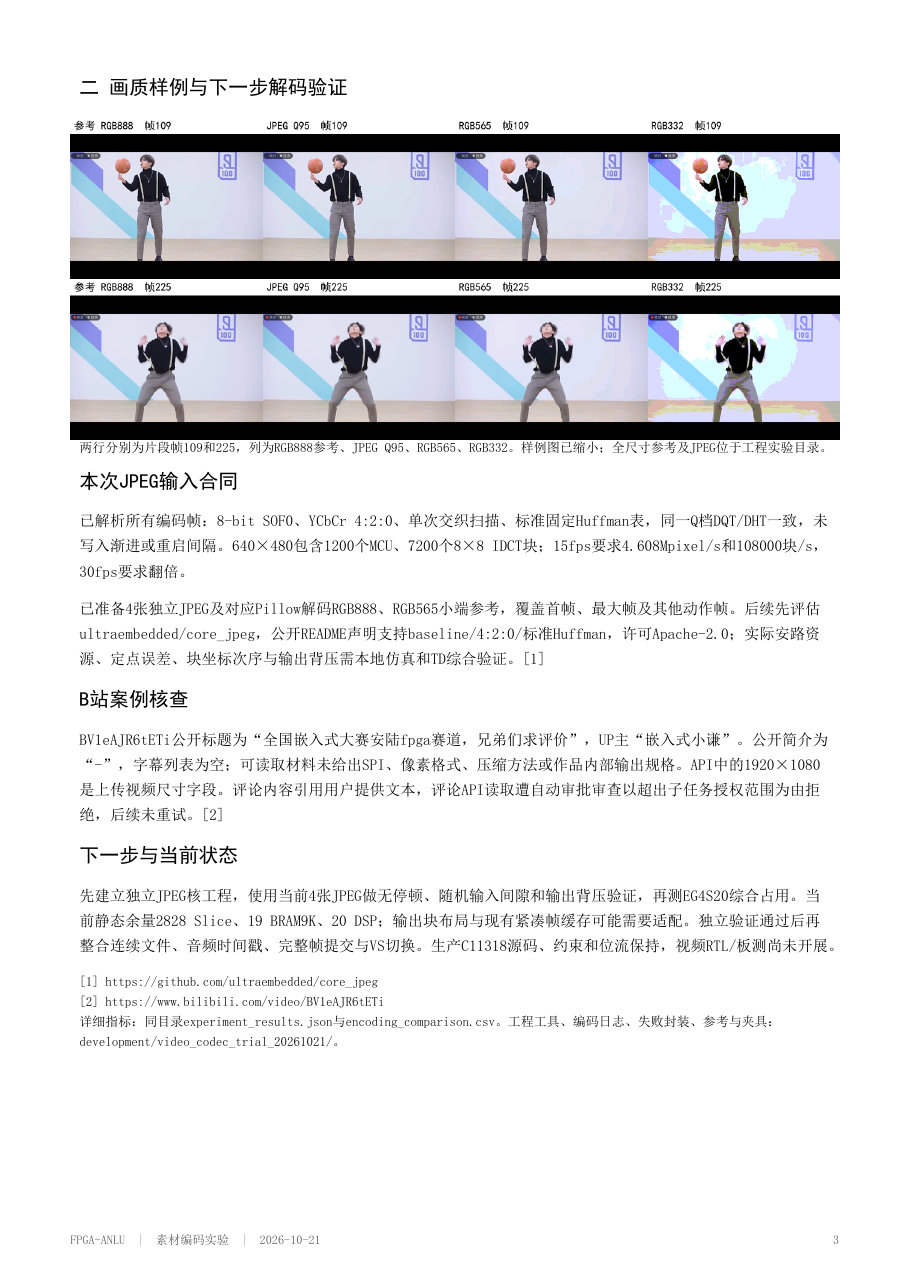 二 画质样例与下一步解码验证
参考 RGB888 帧109 JPEG Q95 帧109 RGB565 帧109 RGB332 帧109
参考 RGB888 帧225 JPEG Q95 帧225 RGB565 帧225 RGB332 帧225
两行分别为片段帧109和225，列为RGB888参考、JPEG Q95、RGB565、RGB332。样例图已缩小；全尺寸参考及JPEG位于工程实验目录。
本次JPEG输入合同
已解析所有编码帧：8-bit SOF0、YCbCr 4:2:0、单次交织扫描、标准固定Huffman表，同一Q档DQT/DHT一致，未
写入渐进或重启间隔。640×480包含1200个MCU、7200个8×8 IDCT块；15fps要求4.608Mpixel/s和108000块/s，
30fps要求翻倍。
已准备4张独立JPEG及对应Pillow解码RGB888、RGB565小端参考，覆盖首帧、最大帧及其他动作帧。后续先评估
ultraembedded/core_jpeg，公开README声明支持baseline/4:2:0/标准Huffman，许可Apache-2.0；实际安路资
源、定点误差、块坐标次序与输出背压需本地仿真和TD综合验证。[1]
B站案例核查
BV1eAJR6tETi公开标题为“全国嵌入式大赛安陆fpga赛道，兄弟们求评价”，UP主“嵌入式小谦”。公开简介为
“-”，字幕列表为空；可读取材料未给出SPI、像素格式、压缩方法或作品内部输出规格。API中的1920×1080
是上传视频尺寸字段。评论内容引用用户提供文本，评论API读取遭自动审批审查以超出子任务授权范围为由拒
绝，后续未重试。[2]
下一步与当前状态
先建立独立JPEG核工程，使用当前4张JPEG做无停顿、随机输入间隙和输出背压验证，再测EG4S20综合占用。当
前静态余量2828 Slice、19 BRAM9K、20 DSP；输出块布局与现有紧凑帧缓存可能需要适配。独立验证通过后再
整合连续文件、音频时间戳、完整帧提交与VS切换。生产C11318源码、约束和位流保持，视频RTL/板测尚未开展。
[1] https://github.com/ultraembedded/core_jpeg
[2] https://www.bilibili.com/video/BV1eAJR6tETi
详细指标：同目录experiment_results.json与encoding_comparison.csv。工程工具、编码日志、失败封装、参考与夹具：
development/video_codec_trial_20261021/。
FPGA-ANLU | 素材编码实验 | 2026-10-21 3